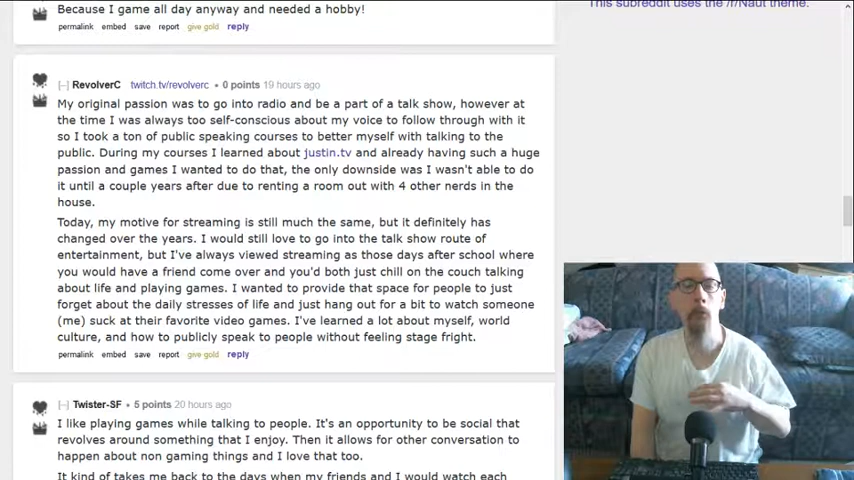 This subreddit uses the /r/Naut theme.
Because I game all day anyway and needed a hobby!
permalink embed save report give gold reply
[–] RevolverC twitch.tv/revolverc • 0 points 19 hours ago
My original passion was to go into radio and be a part of a talk show, however at
the time I was always too self-conscious about my voice to follow through with it
so I took a ton of public speaking courses to better myself with talking to the
public. During my courses I learned about justin.tv and already having such a huge
passion and games I wanted to do that, the only downside was I wasn't able to do
it until a couple years after due to renting a room out with 4 other nerds in the
house.
Today, my motive for streaming is still much the same, but it definitely has
changed over the years. I would still love to go into the talk show route of
entertainment, but I've always viewed streaming as those days after school where
you would have a friend come over and you'd both just chill on the couch talking
about life and playing games. I wanted to provide that space for people to just
forget about the daily stresses of life and just hang out for a bit to watch someone
(me) suck at their favorite video games. I've learned a lot about myself, world
culture, and how to publicly speak to people without feeling stage fright.
permalink embed save report give gold reply
[–] Twister-SF • 5 points 20 hours ago
I like playing games while talking to people. It's an opportunity to be social that
revolves around something that I enjoy. Then it allows for other conversation to
happen about non gaming things and I love that too.
It kind of takes me back to the days when my friends and I would watch each